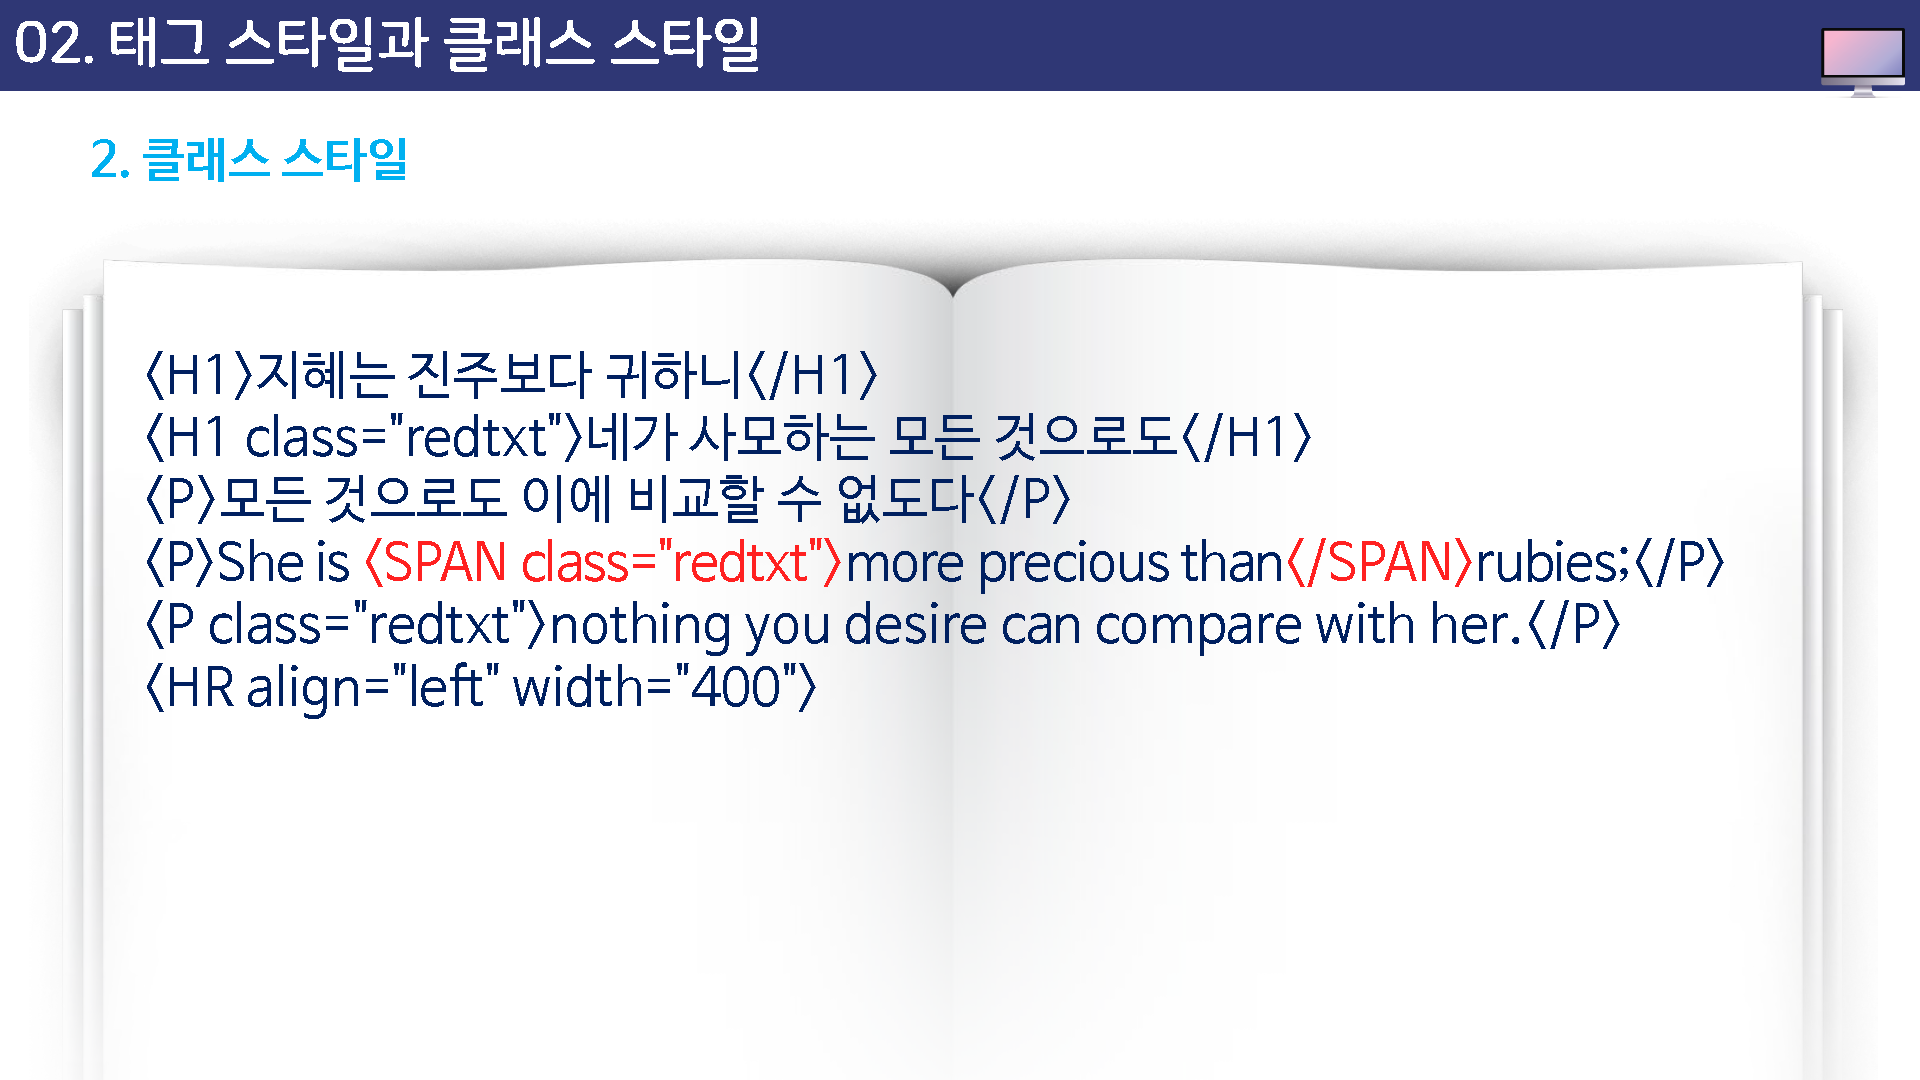 02. 태그 스타일과 클래스 스타일
2. 클래스 스타일
<H1>지혜는 진주보다 귀하니</H1>
<H1 class="redtxt">네가 사모하는 모든 것으로도</H1>
<P>모든 것으로도 이에 비교할 수 없도다</P>
<P>She is <SPAN class="redtxt">more precious than</SPAN>rubies;</P>
<P class="redtxt">nothing you desire can compare with her.</P>
<HR align="left" width="400">